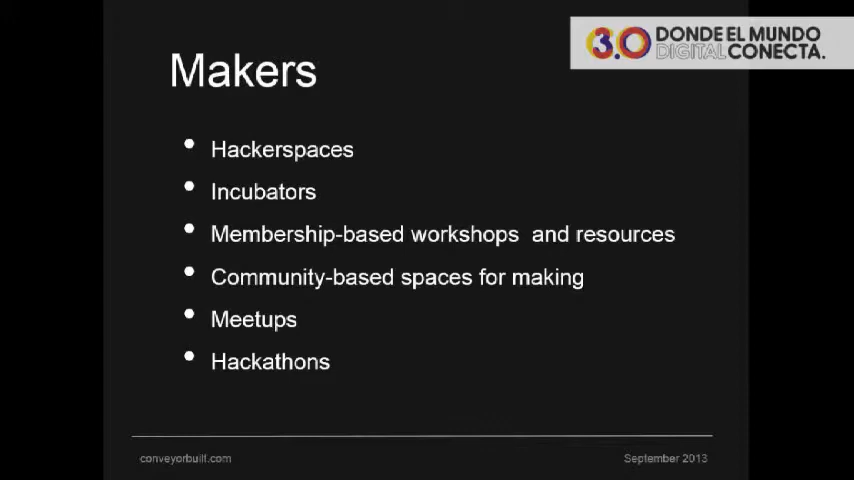 3.0 DONDE EL MUNDO
DIGITAL CONECTA.
Makers
• Hackerspaces
• Incubators
• Membership-based workshops and resources
• Community-based spaces for making
• Meetups
• Hackathons
conveyorbuilt.com September 2013